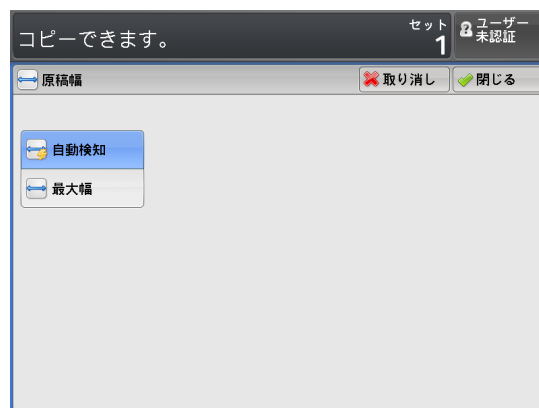 コピーできます。
セット
1
ユーザー
未認証
原稿幅
取り消し
閉じる
自動検知
最大幅